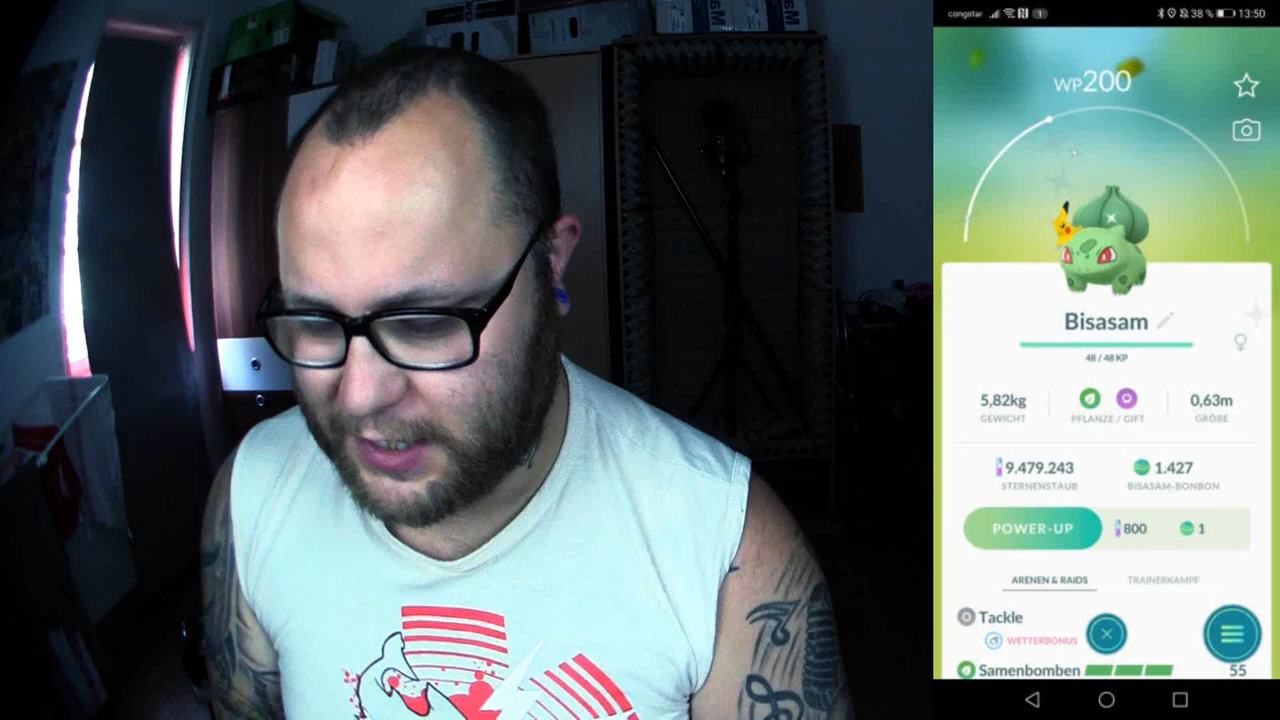 congstar 1 38 % 13:50
WP200
Bisasam
48 / 48 KP
5,82kg
GEWICHT
PFLANZE / GIFT
0,63m
GRÖßE
9.479.243
STERNENSTAUB
1.427
BISASAM-BONBON
POWER-UP 800 1
ARENEN & RAIDS TRAINERKAMPF
Tackle
WETTERBONUS
Samenbomben 55